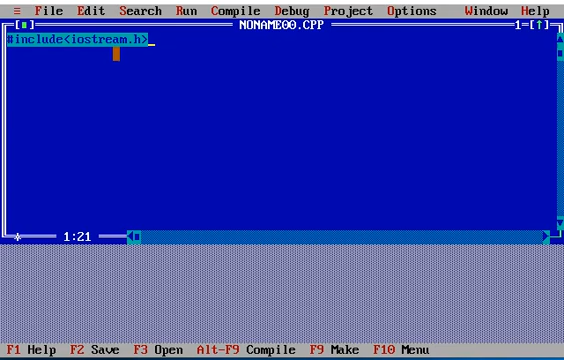 ≡ File Edit Search Run Compile Debug Project Options Window Help
[■] NONAME00.CPP 1=[↑]
#include<iostream.h>_
* 1:21
F1 Help F2 Save F3 Open Alt-F9 Compile F9 Make F10 Menu